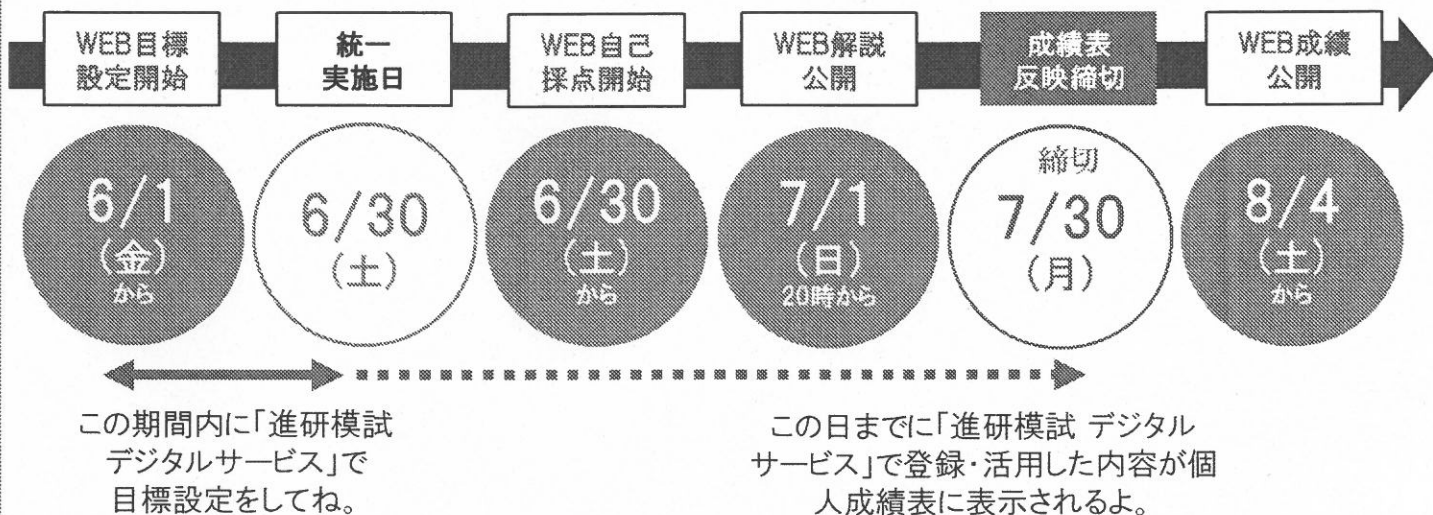 WEB目標
設定開始
統一
実施日
WEB自己
採点開始
WEB解説
公開
成績表
反映締切
WEB成績
公開
6/1
(金)
から
6/30
(土)
6/30
(土)
から
7/1
(日)
20時から
締切
7/30
(月)
8/4
(土)
から
この期間内に「進研模試
デジタルサービス」で
目標設定をしてね。
この日までに「進研模試 デジタル
サービス」で登録・活用した内容が個
人成績表に表示されるよ。